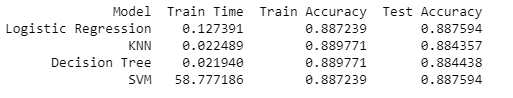 Model Train Time Train Accuracy Test Accuracy
Logistic Regression 0.127391 0.887239 0.887594
KNN 0.022489 0.889771 0.884357
Decision Tree 0.021940 0.889771 0.884438
SVM 58.777186 0.887239 0.887594